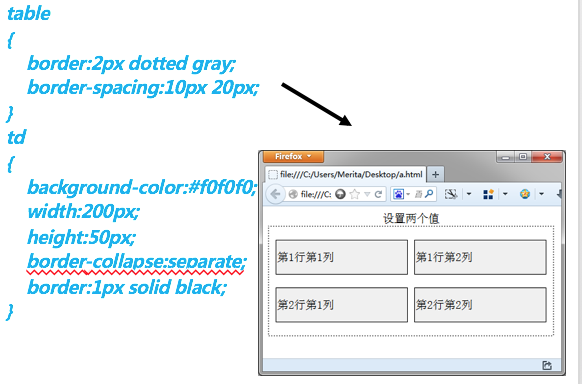 table
{
border:2px dotted gray;
border-spacing:10px 20px;
}
td
{
background-color:#f0f0f0;
width:200px;
height:50px;
border-collapse:separate;
border:1px solid black;
}
Firefox
file:///C:/Users/Merita/Desktop/a.html
file:///C:
设置两个值
第1行第1列 第1行第2列
第2行第1列 第2行第2列